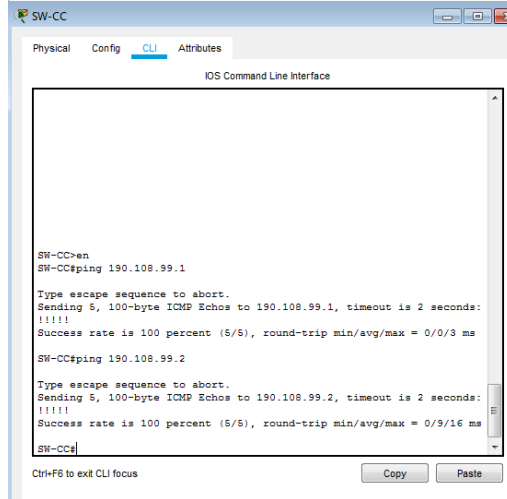 SW-CC
Physical Config CLI Attributes
IOS Command Line Interface
SW-CC>en
SW-CC#ping 190.108.99.1
Type escape sequence to abort.
Sending 5, 100-byte ICMP Echos to 190.108.99.1, timeout is 2 seconds:
!!!!!
Success rate is 100 percent (5/5), round-trip min/avg/max = 0/0/3 ms
SW-CC#ping 190.108.99.2
Type escape sequence to abort.
Sending 5, 100-byte ICMP Echos to 190.108.99.2, timeout is 2 seconds:
!!!!!
Success rate is 100 percent (5/5), round-trip min/avg/max = 0/9/16 ms
SW-CC#
Ctrl+F6 to exit CLI focus Copy Paste